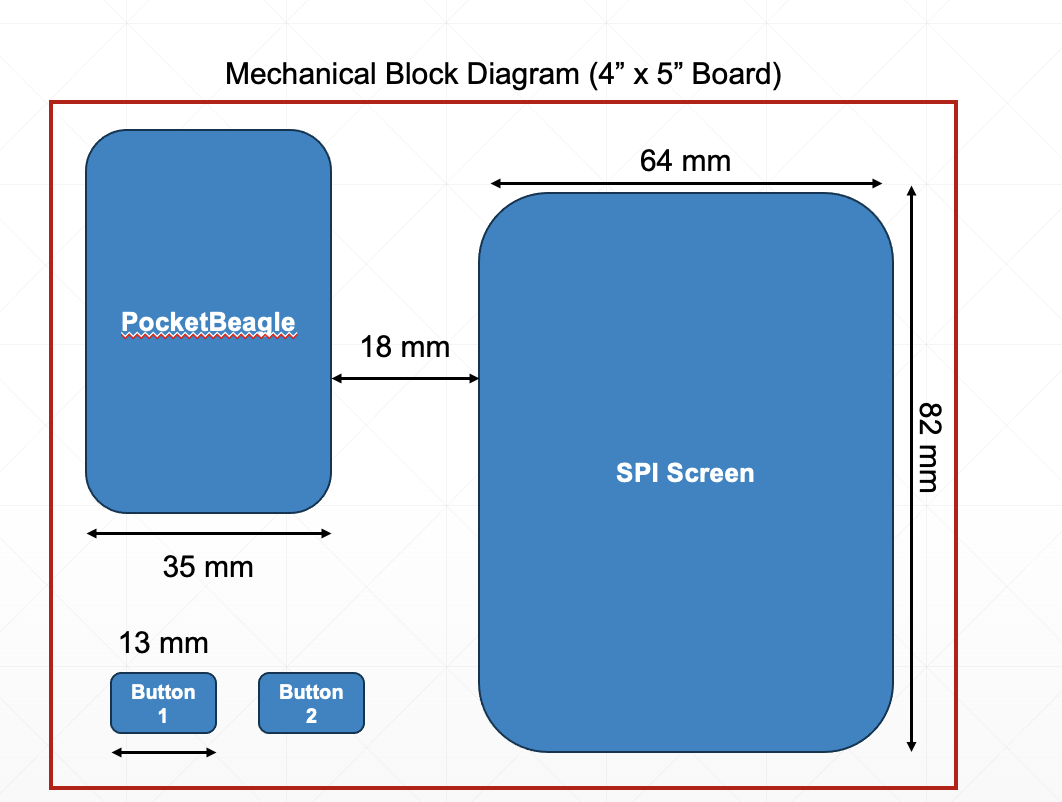 Mechanical Block Diagram (4” x 5” Board)
64 mm
PocketBeagle
18 mm
82 mm
SPI Screen
35 mm
13 mm
Button
1
Button
2